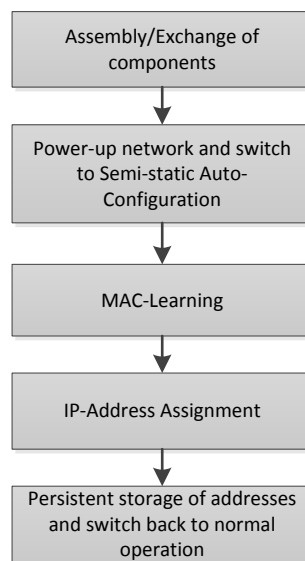 Assembly/Exchange of
components
Power-up network and switch
to Semi-static Auto-
Configuration
MAC-Learning
IP-Address Assignment
Persistent storage of addresses
and switch back to normal
operation